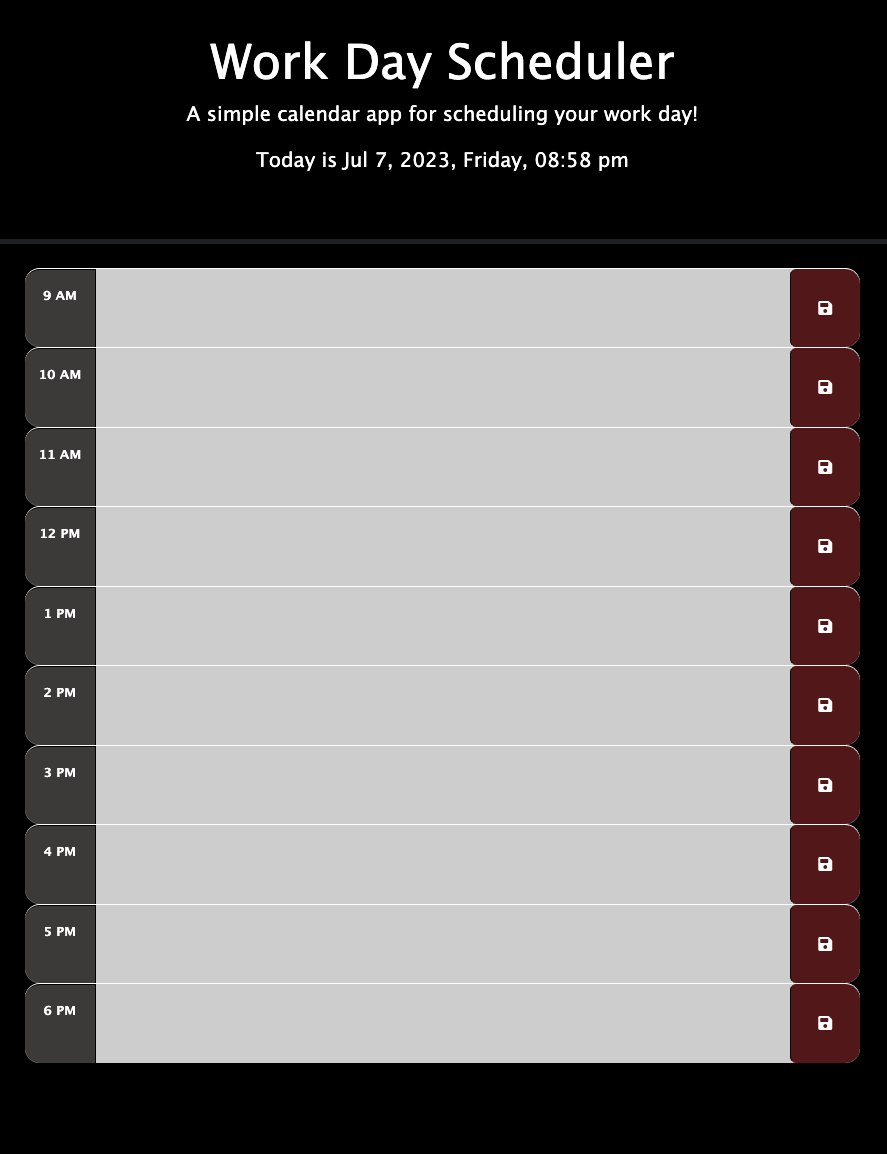 Work Day Scheduler
A simple calendar app for scheduling your work day!
Today is Jul 7, 2023, Friday, 08:58 pm
9 AM
10 AM
11 AM
12 PM
1 PM
2 PM
3 PM
4 PM
5 PM
6 PM